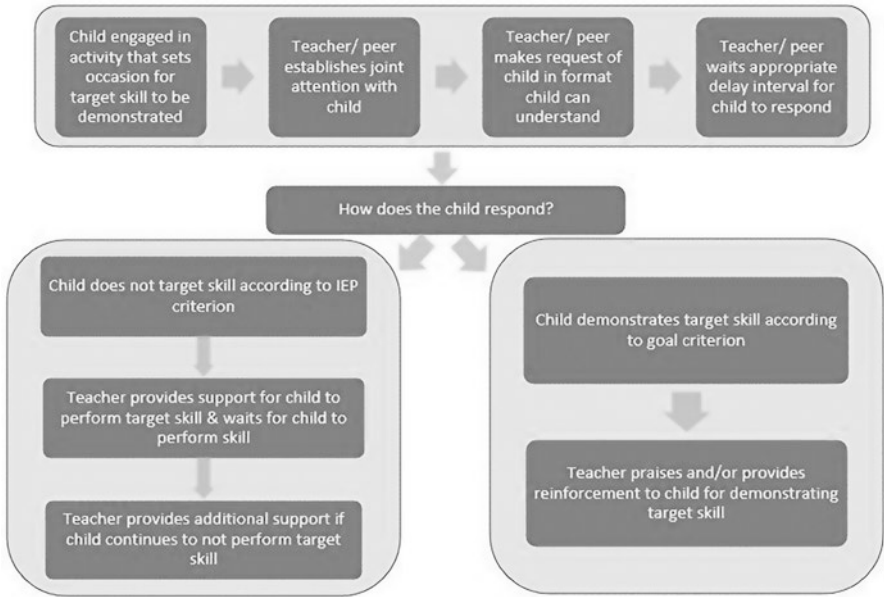 Child engaged in
activity that sets
occasion for
target skill to be
demonstrated
Teacher/ peer
establishes joint
attention with
child
Teacher/ peer
makes request of
child in format
child can
understand
Teacher/ peer
waits appropriate
delay interval for
child to respond
How does the child respond?
Child does not target skill according to IEP
criterion
Teacher provides support for child to
perform target skill & waits for child to
perform skill
Teacher provides additional support if
child continues to not perform target
skill
Child demonstrates target skill according
to goal criterion
Teacher praises and/or provides
reinforcement to child for demonstrating
target skill